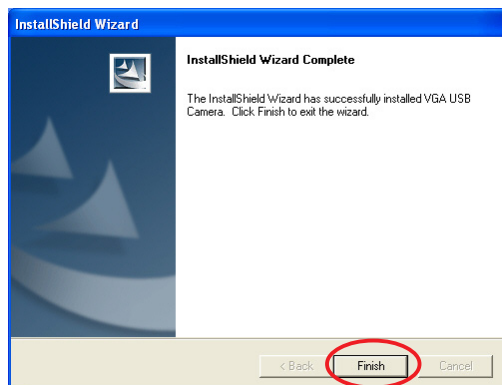 InstallShield Wizard
InstallShield Wizard Complete
The InstallShield Wizard has successfully installed VGA USB
Camera. Click Finish to exit the wizard.
< Back
Finish
Cancel